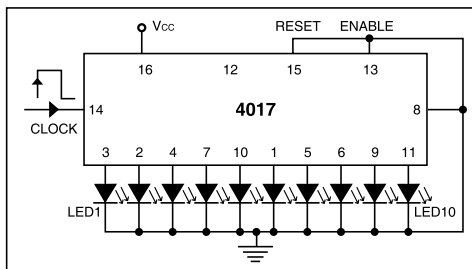 VCC RESET ENABLE
16 12 15 13
14 4017 8
CLOCK
3 2 4 7 10 1 5 6 9 11
LED1 LED10